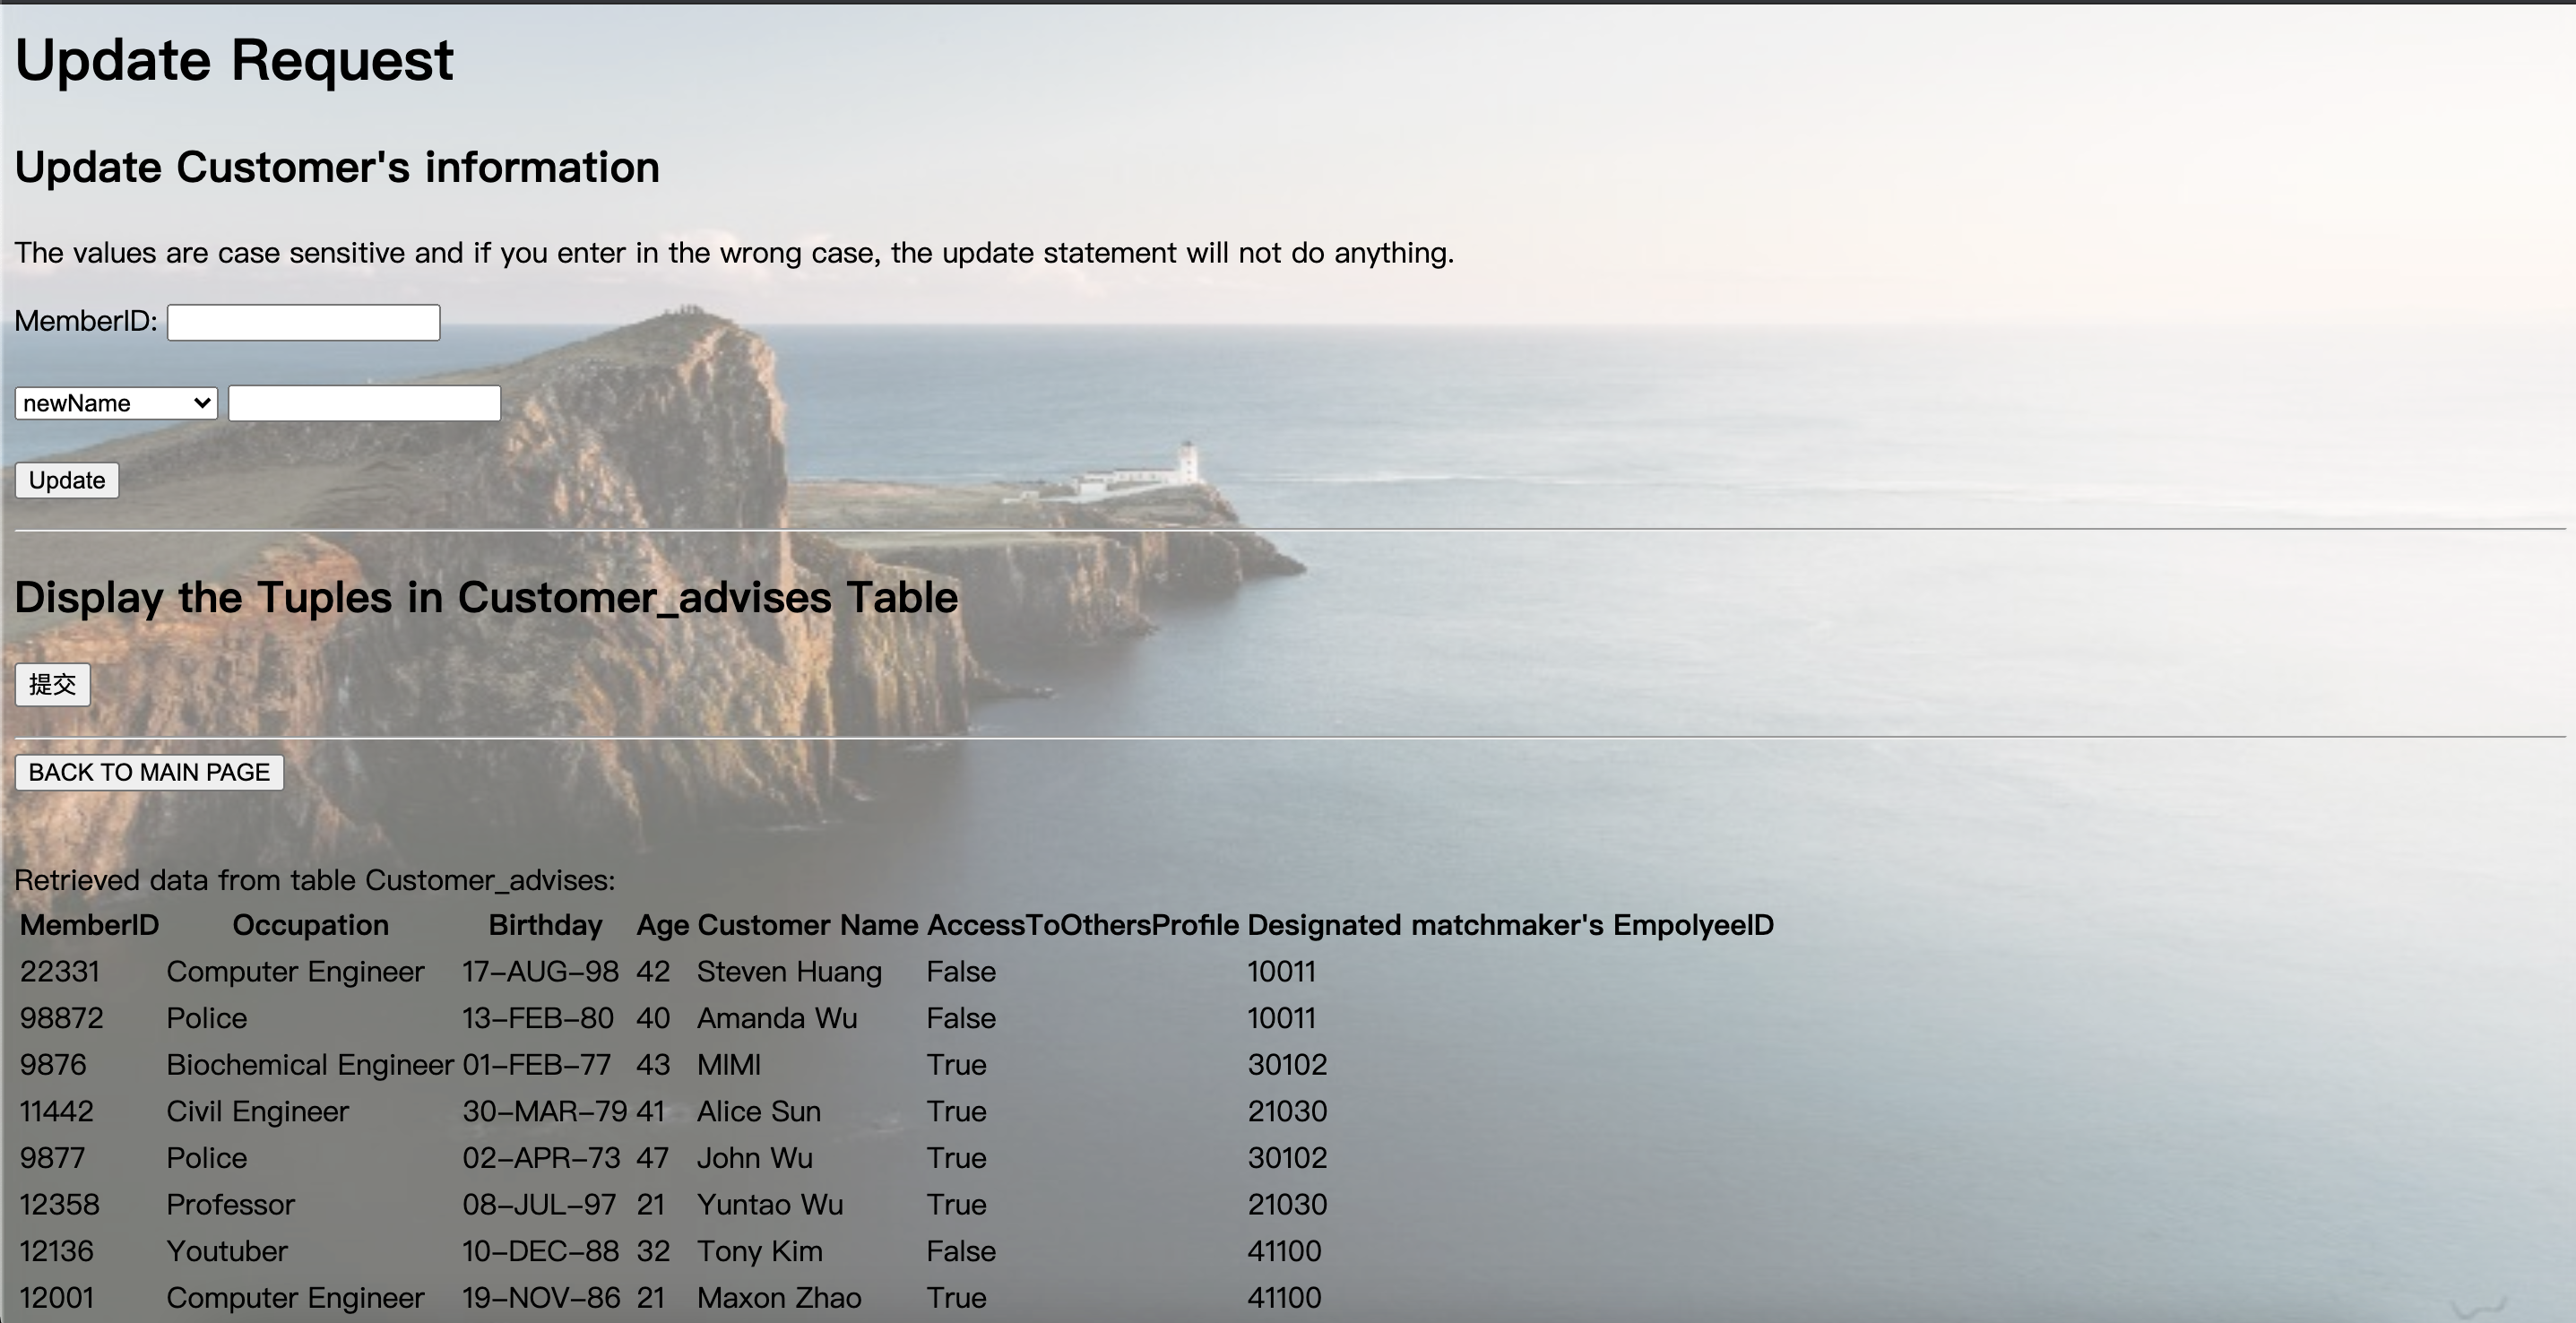 Update Request
Update Customer's information
The values are case sensitive and if you enter in the wrong case, the update statement will not do anything.
MemberID:
newName
Update
Display the Tuples in Customer_advises Table
提交
BACK TO MAIN PAGE
Retrieved data from table Customer_advises:
MemberID Occupation Birthday Age Customer Name AccessToOthersProfile Designated matchmaker's EmpolyeeID
22331 Computer Engineer 17-AUG-98 42 Steven Huang False 10011
98872 Police 13-FEB-80 40 Amanda Wu False 10011
9876 Biochemical Engineer 01-FEB-77 43 MIMI True 30102
11442 Civil Engineer 30-MAR-79 41 Alice Sun True 21030
9877 Police 02-APR-73 47 John Wu True 30102
12358 Professor 08-JUL-97 21 Yuntao Wu True 21030
12136 Youtuber 10-DEC-88 32 Tony Kim False 41100
12001 Computer Engineer 19-NOV-86 21 Maxon Zhao True 41100